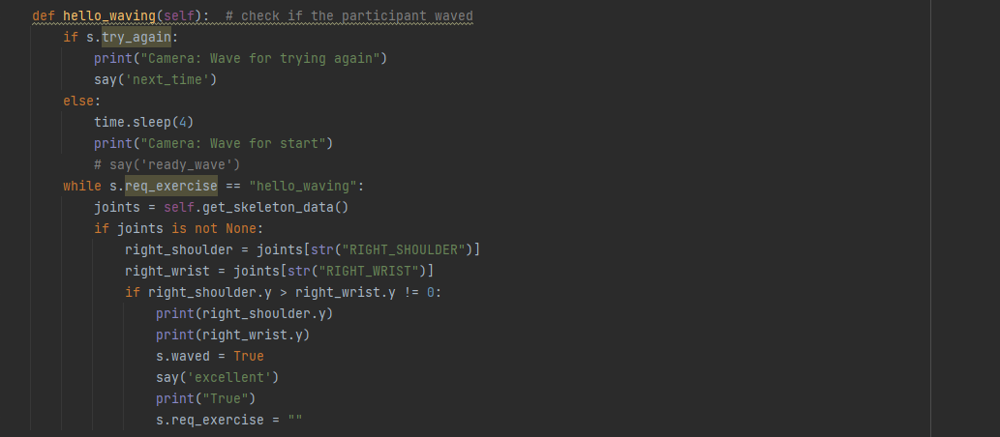 def hello_waving(self):  # check if the participant waved
    if s.try_again:
        print("Camera: Wave for trying again")
        say('next_time')
    else:
        time.sleep(4)
        print("Camera: Wave for start")
        # say('ready_wave')
    while s.req_exercise == "hello_waving":
        joints = self.get_skeleton_data()
        if joints is not None:
            right_shoulder = joints[str("RIGHT_SHOULDER")]
            right_wrist = joints[str("RIGHT_WRIST")]
            if right_shoulder.y > right_wrist.y != 0:
                print(right_shoulder.y)
                print(right_wrist.y)
                s.waved = True
                say('excellent')
                print("True")
                s.req_exercise = ""